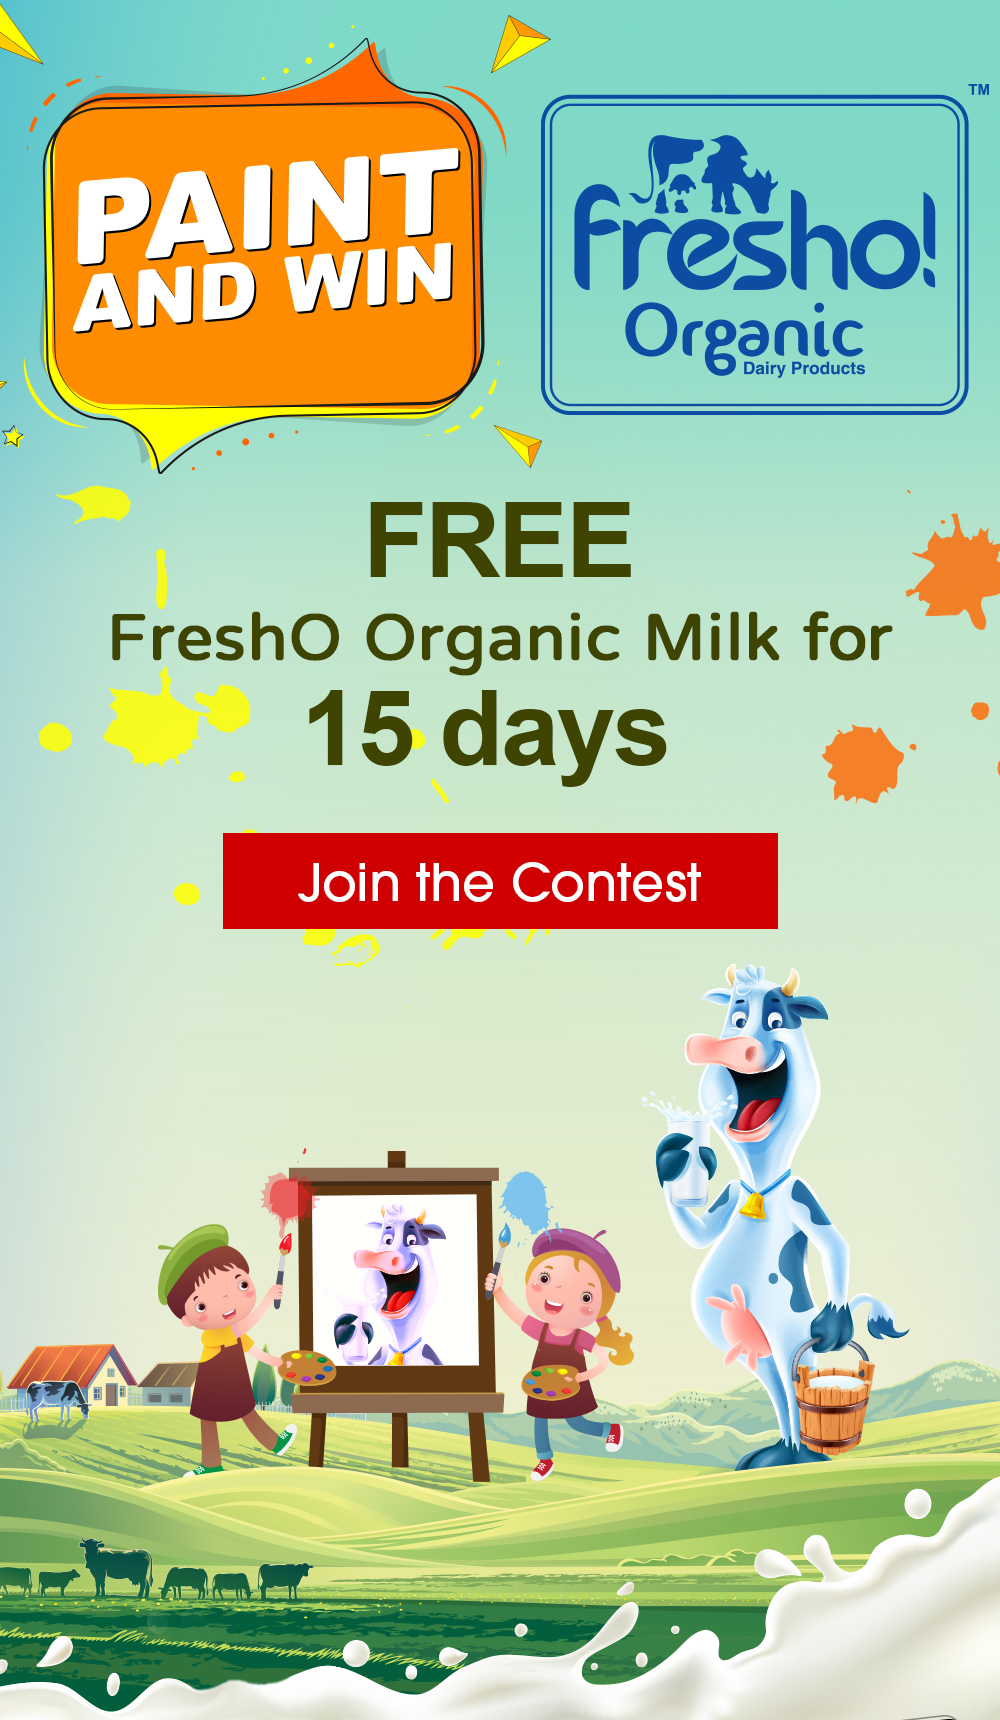 PAINT
AND WIN
TM
fresho!
Organic
Dairy Products
FREE
FreshO Organic Milk for
15 days
Join the Contest